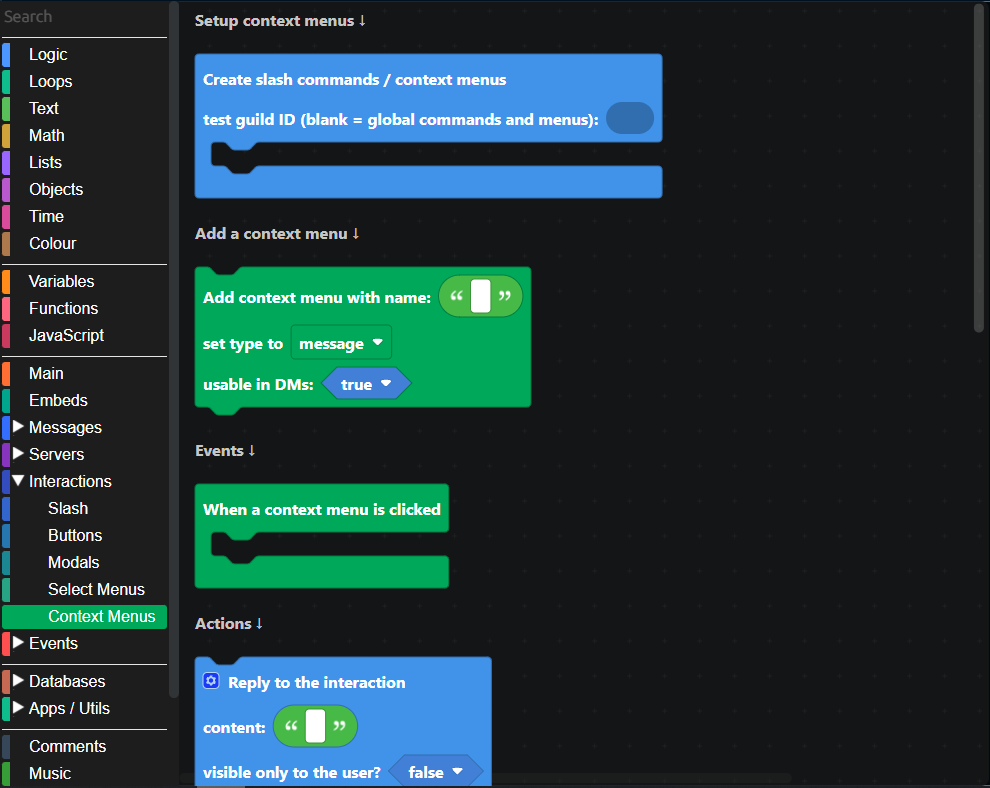 Search
Logic
Loops
Text
Math
Lists
Objects
Time
Colour
Variables
Functions
JavaScript
Main
Embeds
Messages
Servers
Interactions
Slash
Buttons
Modals
Select Menus
Context Menus
Events
Databases
Apps / Utils
Comments
Music
Setup context menus ↓
Create slash commands / context menus
test guild ID (blank = global commands and menus):
Add a context menu ↓
Add context menu with name: “ ”
set type to message
usable in DMs: true
Events ↓
When a context menu is clicked
Actions ↓
Reply to the interaction
content: “ ”
visible only to the user? false